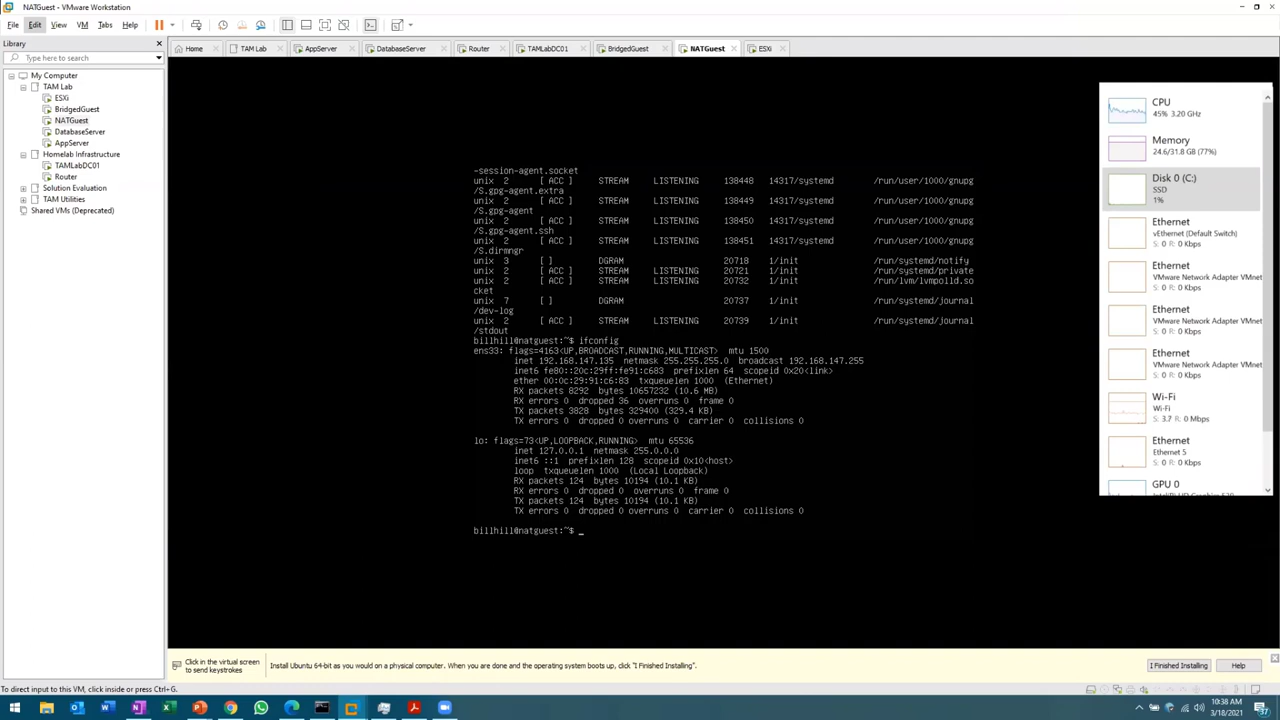 NATGuest - VMware Workstation
File Edit View VM Tabs Help
Library
Type here to search
My Computer
TAM Lab
ESXi
BridgedGuest
NATGuest
DatabaseServer
AppServer
Homelab Infrastructure
TAMLabDC01
Router
Solution Evaluation
TAM Utilities
Shared VMs (Deprecated)
Home TAM Lab AppServer DatabaseServer Router TAMLabDC01 BridgedGuest NATGuest ESXi
-session-agent.socket
unix 2 [ ACC ] STREAM LISTENING 138448 14317/systemd /run/user/1000/gnupg
/S.gpg-agent.extra
unix 2 [ ACC ] STREAM LISTENING 138449 14317/systemd /run/user/1000/gnupg
/S.gpg-agent
unix 2 [ ACC ] STREAM LISTENING 138450 14317/systemd /run/user/1000/gnupg
/S.gpg-agent.ssh
unix 2 [ ACC ] STREAM LISTENING 138451 14317/systemd /run/user/1000/gnupg
/S.dirmngr
unix 3 [ ] DGRAM 20718 1/init /run/systemd/notify
unix 2 [ ACC ] STREAM LISTENING 20721 1/init /run/systemd/private
unix 2 [ ACC ] STREAM LISTENING 20732 1/init /run/lvm/lvmpolld.so
cket
unix 7 [ ] DGRAM 20737 1/init /run/systemd/journal
/dev-log
unix 2 [ ACC ] STREAM LISTENING 20739 1/init /run/systemd/journal
/stdout
billhill@natguest:~$ ifconfig
ens33: flags=4163<UP,BROADCAST,RUNNING,MULTICAST> mtu 1500
inet 192.168.147.135 netmask 255.255.255.0 broadcast 192.168.147.255
inet6 fe80::20c:29ff:fe91:c683 prefixlen 64 scopeid 0x20<link>
ether 00:0c:29:91:c6:83 txqueuelen 1000 (Ethernet)
RX packets 8292 bytes 10657232 (10.6 MB)
RX errors 0 dropped 36 overruns 0 frame 0
TX packets 3828 bytes 329400 (329.4 KB)
TX errors 0 dropped 0 overruns 0 carrier 0 collisions 0
lo: flags=73<UP,LOOPBACK,RUNNING> mtu 65536
inet 127.0.0.1 netmask 255.0.0.0
inet6 ::1 prefixlen 128 scopeid 0x10<host>
loop txqueuelen 1000 (Local Loopback)
RX packets 124 bytes 10194 (10.1 KB)
RX errors 0 dropped 0 overruns 0 frame 0
TX packets 124 bytes 10194 (10.1 KB)
TX errors 0 dropped 0 overruns 0 carrier 0 collisions 0
billhill@natguest:~$ _
CPU
45% 3.20 GHz
Memory
24.6/31.8 GB (77%)
Disk 0 (C:)
SSD
1%
Ethernet
vEthernet (Default Switch)
S: 0 R: 0 Kbps
Ethernet
VMware Network Adapter VMnet
S: 0 R: 0 Kbps
Ethernet
VMware Network Adapter VMnet
S: 0 R: 0 Kbps
Ethernet
VMware Network Adapter VMnet
S: 0 R: 0 Kbps
Wi-Fi
Wi-Fi
S: 3.7 R: 0 Mbps
Ethernet
Ethernet 5
S: 0 R: 0 Kbps
GPU 0
Click in the virtual screen
to send keystrokes
Install Ubuntu 64-bit as you would on a physical computer. When you are done and the operating system boots up, click "I Finished Installing".
I Finished Installing
Help
To direct input to this VM, click inside or press Ctrl+G.
10:38 AM
3/18/2021
37